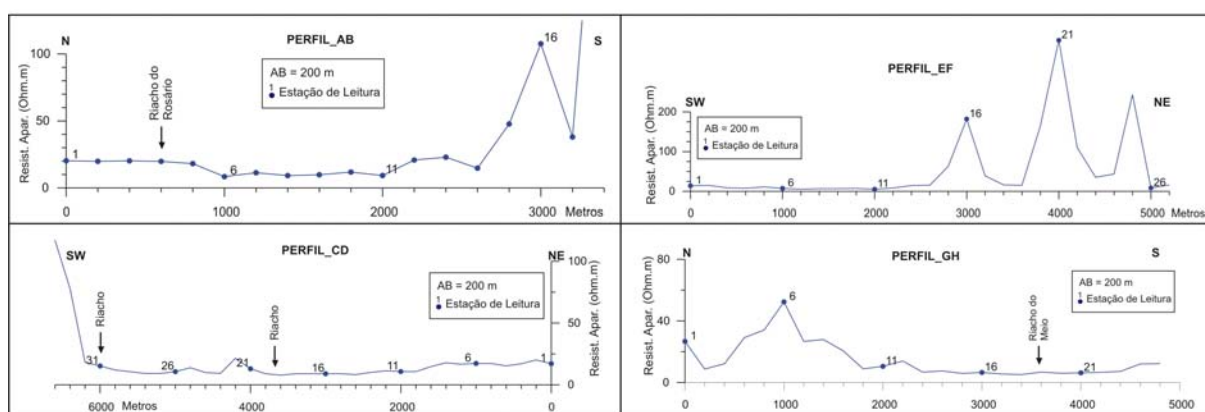 PERFIL_AB
N
S
Resist. Apar. (Ohm.m)
100
50
0
AB = 200 m
1 Estação de Leitura
Riacho do
Rosário
1
6
11
16
0
1000
2000
3000
Metros
PERFIL_EF
SW
NE
Resist. Apar. (Ohm.m)
200
100
0
AB = 200 m
1 Estação de Leitura
1
6
11
16
21
26
0
1000
2000
3000
4000
Metros
5000
PERFIL_CD
SW
NE
Resist. Apar. (ohm.m)
100
50
0
AB = 200 m
1 Estação de Leitura
Riacho
Riacho
31
26
21
16
11
6
1
6000
Metros
4000
2000
0
PERFIL_GH
N
S
Resist. Apar. (Ohm.m)
80
40
0
AB = 200 m
1 Estação de Leitura
Riacho do
Meio
1
6
11
16
21
0
1000
2000
3000
4000
Metros
5000